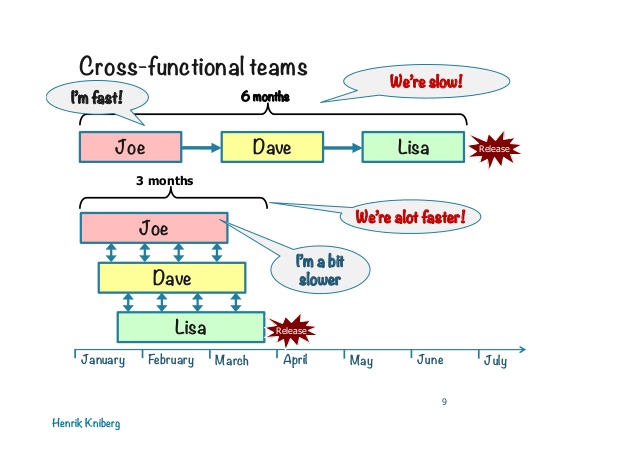 Cross-functional teams
We're slow!
I'm fast!
6 months
Joe
Dave
Lisa
Release
3 months
Joe
We're alot faster!
I'm a bit
slower
Dave
Lisa
Release
January February March April May June July
9
Henrik Kniberg